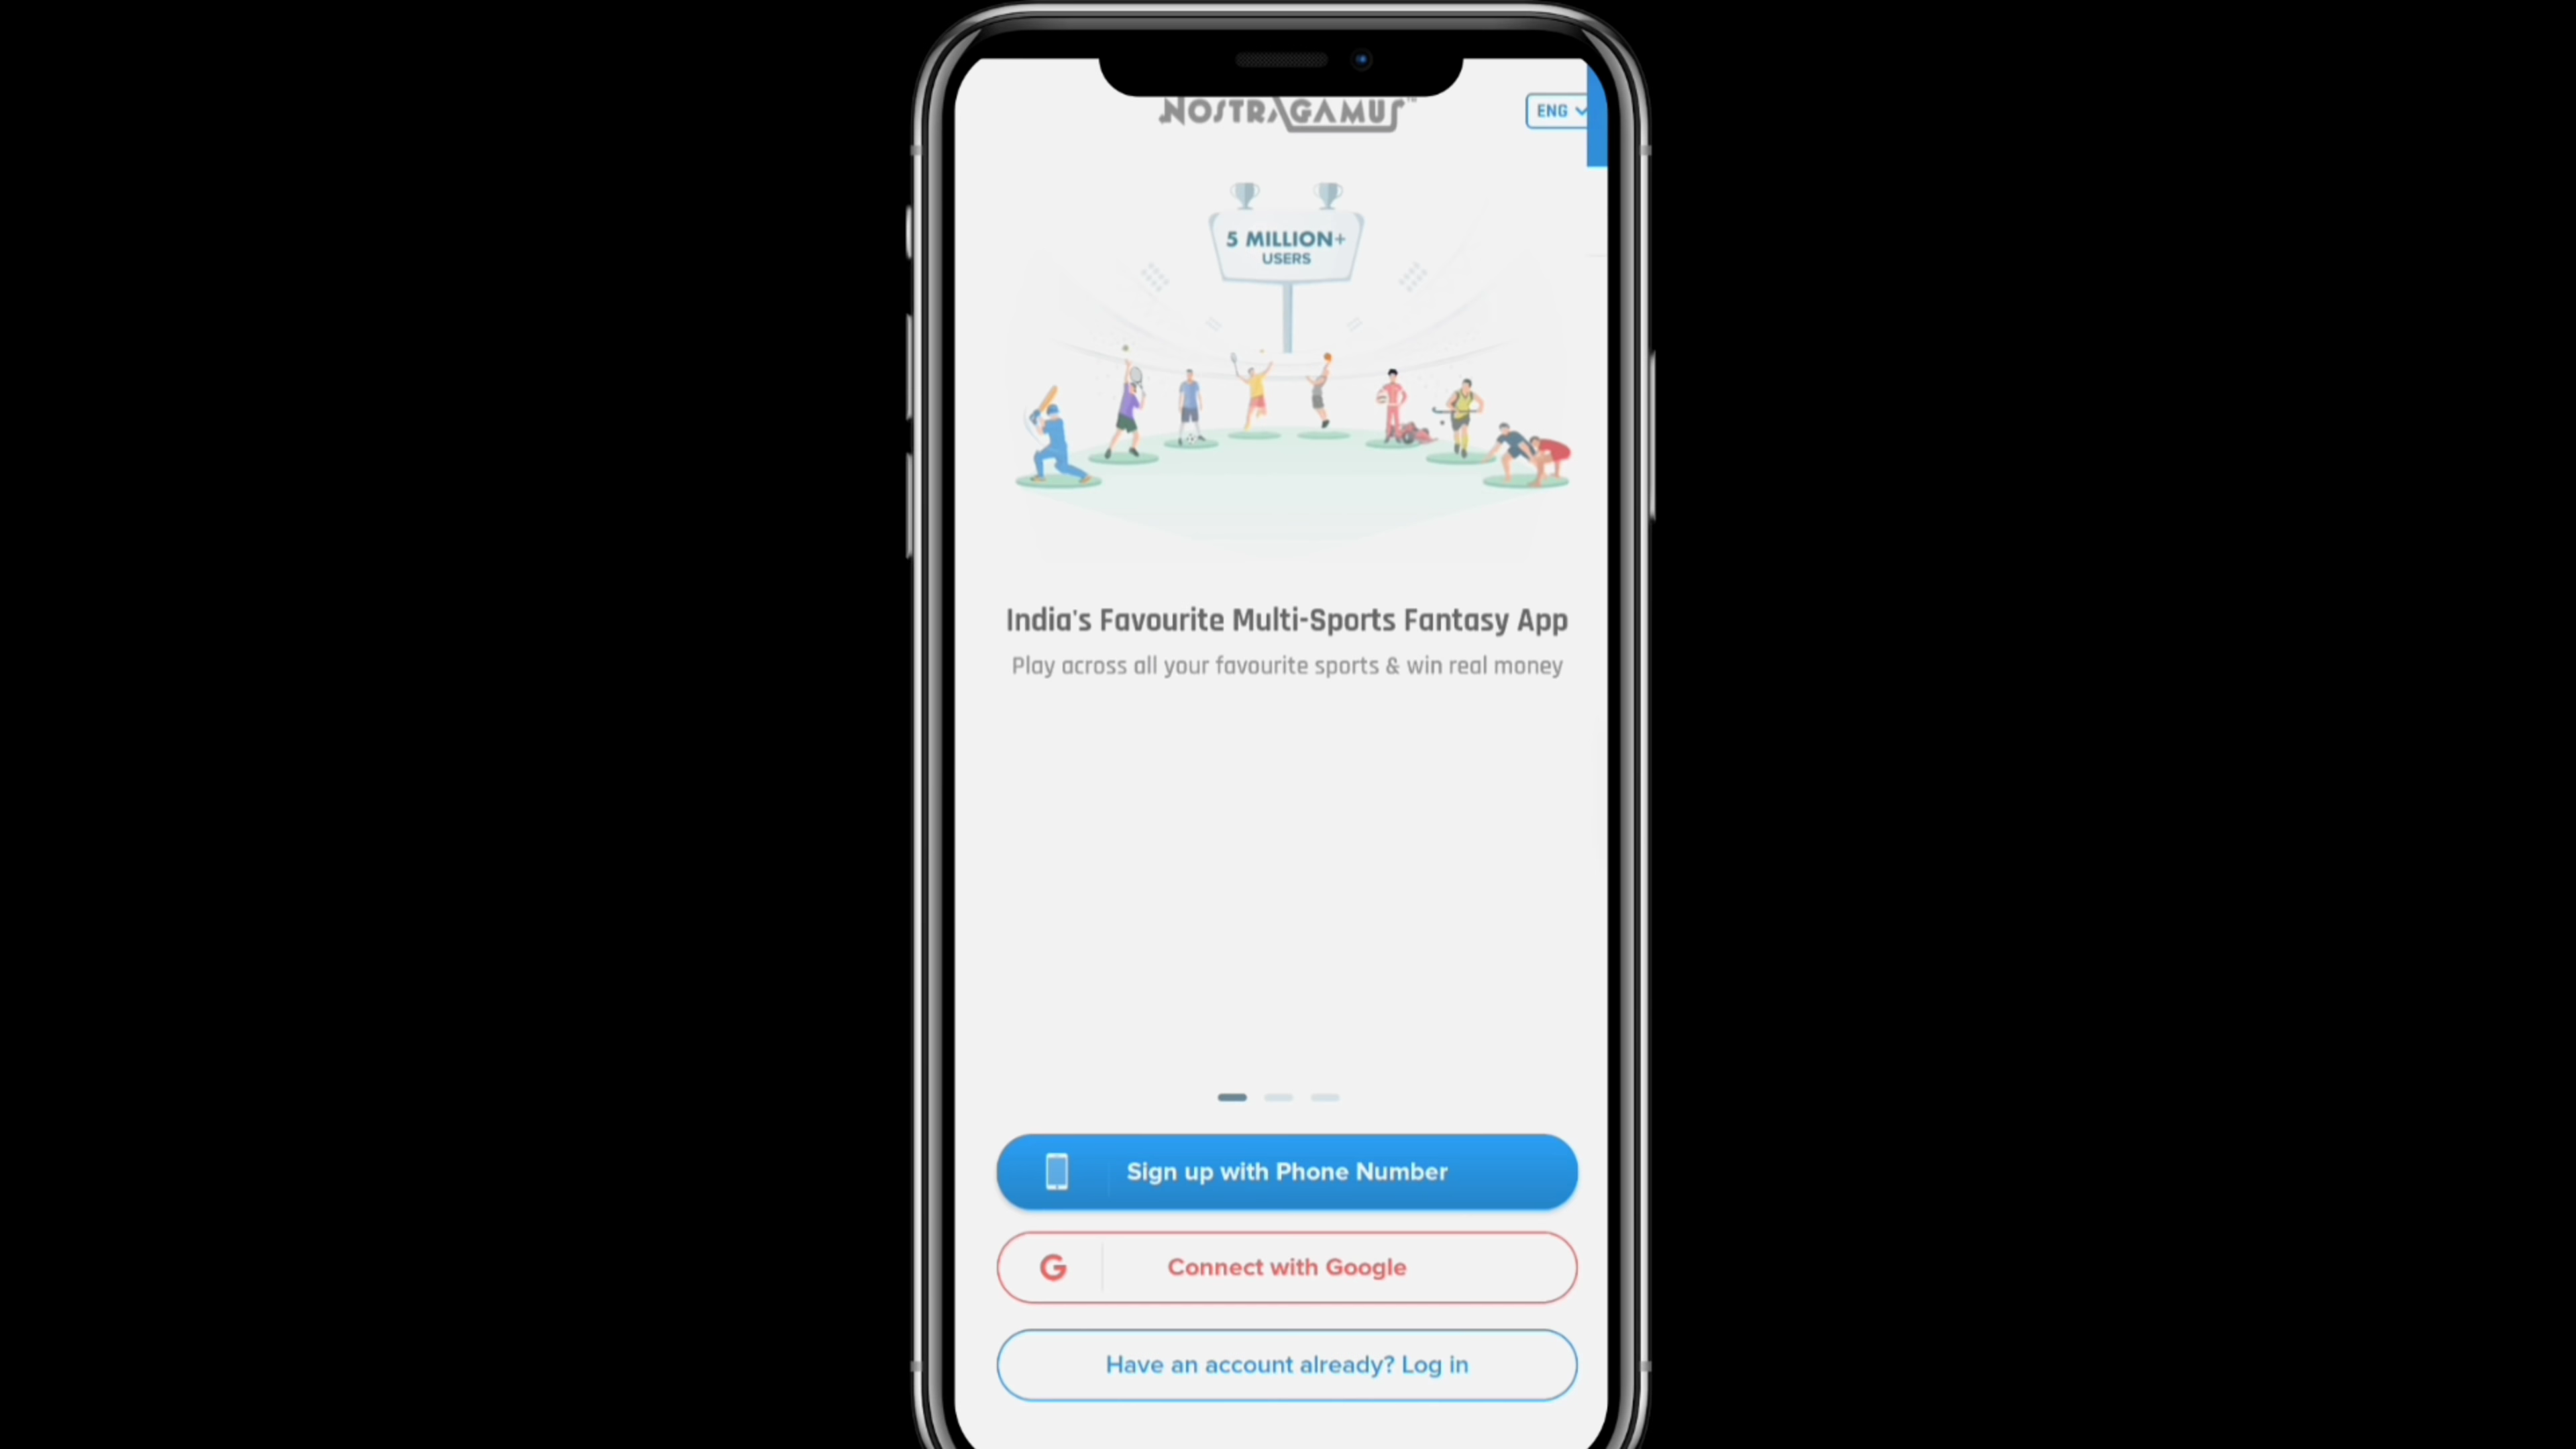 NOSTRAGAMUS™
ENG
5 MILLION+
USERS
India's Favourite Multi-Sports Fantasy App
Play across all your favourite sports & win real money
Sign up with Phone Number
G
Connect with Google
Have an account already? Log in